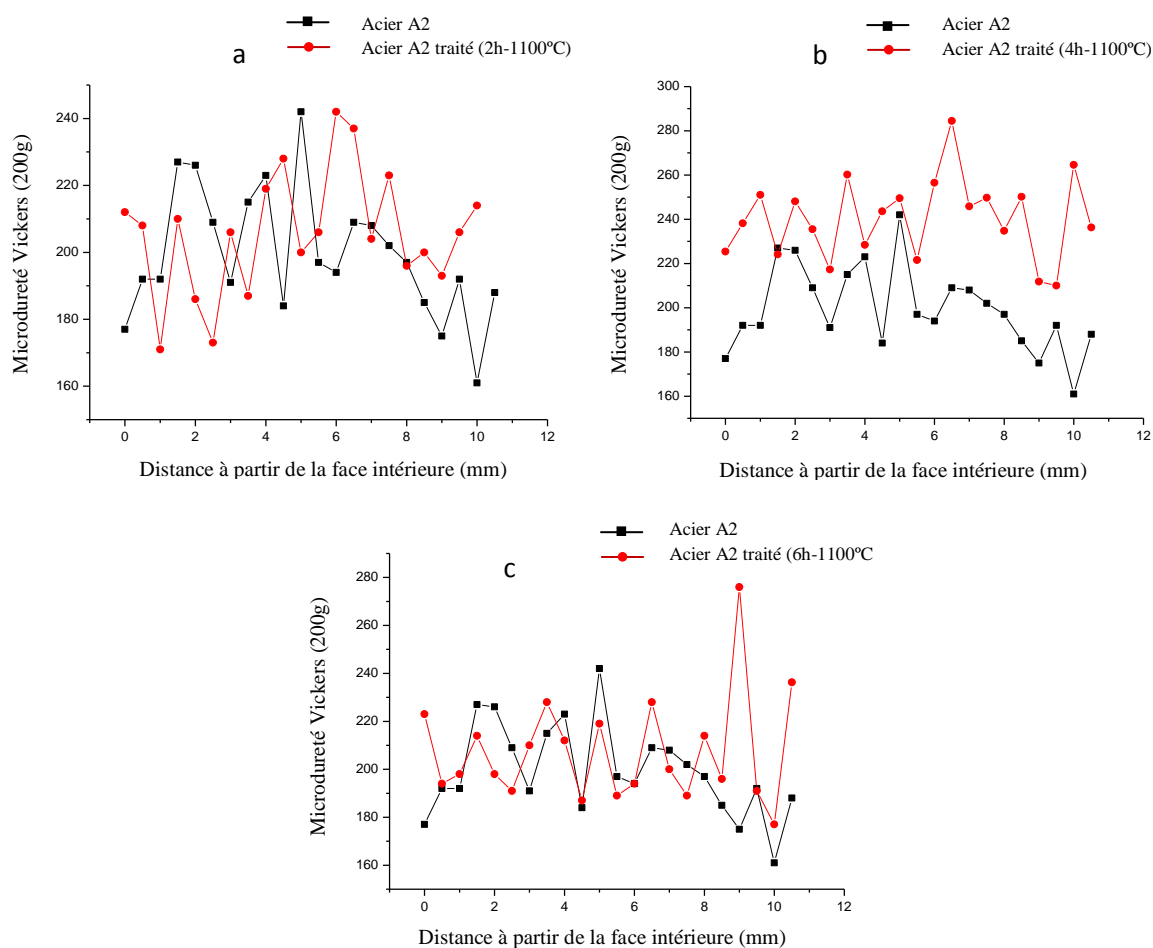 Acier A2
Acier A2 traité (2h-1100ºC)
a
240
220
200
180
160
0 2 4 6 8 10 12
Microdureté Vickers (200g)
Distance à partir de la face intérieure (mm)
Acier A2
Acier A2 traité (4h-1100ºC)
b
300
280
260
240
220
200
180
160
0 2 4 6 8 10 12
Microdureté Vickers (200g)
Distance à partir de la face intérieure (mm)
Acier A2
Acier A2 traité (6h-1100ºC
c
280
260
240
220
200
180
160
0 2 4 6 8 10 12
Microdureté Vickers (200g)
Distance à partir de la face intérieure (mm)